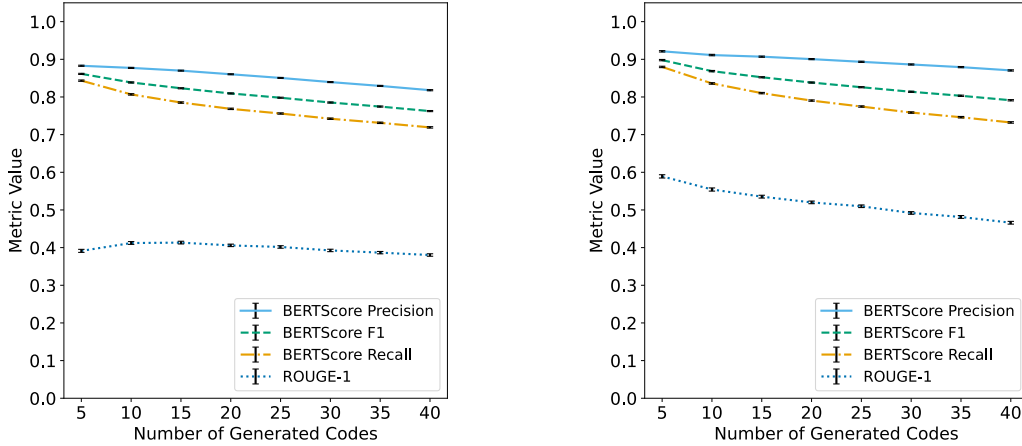 1.0
0.9
0.8
0.7
0.6
0.5
0.4
0.3
0.2
0.1
0.0
Metric Value
BERTScore Precision
BERTScore F1
BERTScore Recall
ROUGE-1
5 10 15 20 25 30 35 40
Number of Generated Codes
1.0
0.9
0.8
0.7
0.6
0.5
0.4
0.3
0.2
0.1
0.0
Metric Value
BERTScore Precision
BERTScore F1
BERTScore Recall
ROUGE-1
5 10 15 20 25 30 35 40
Number of Generated Codes